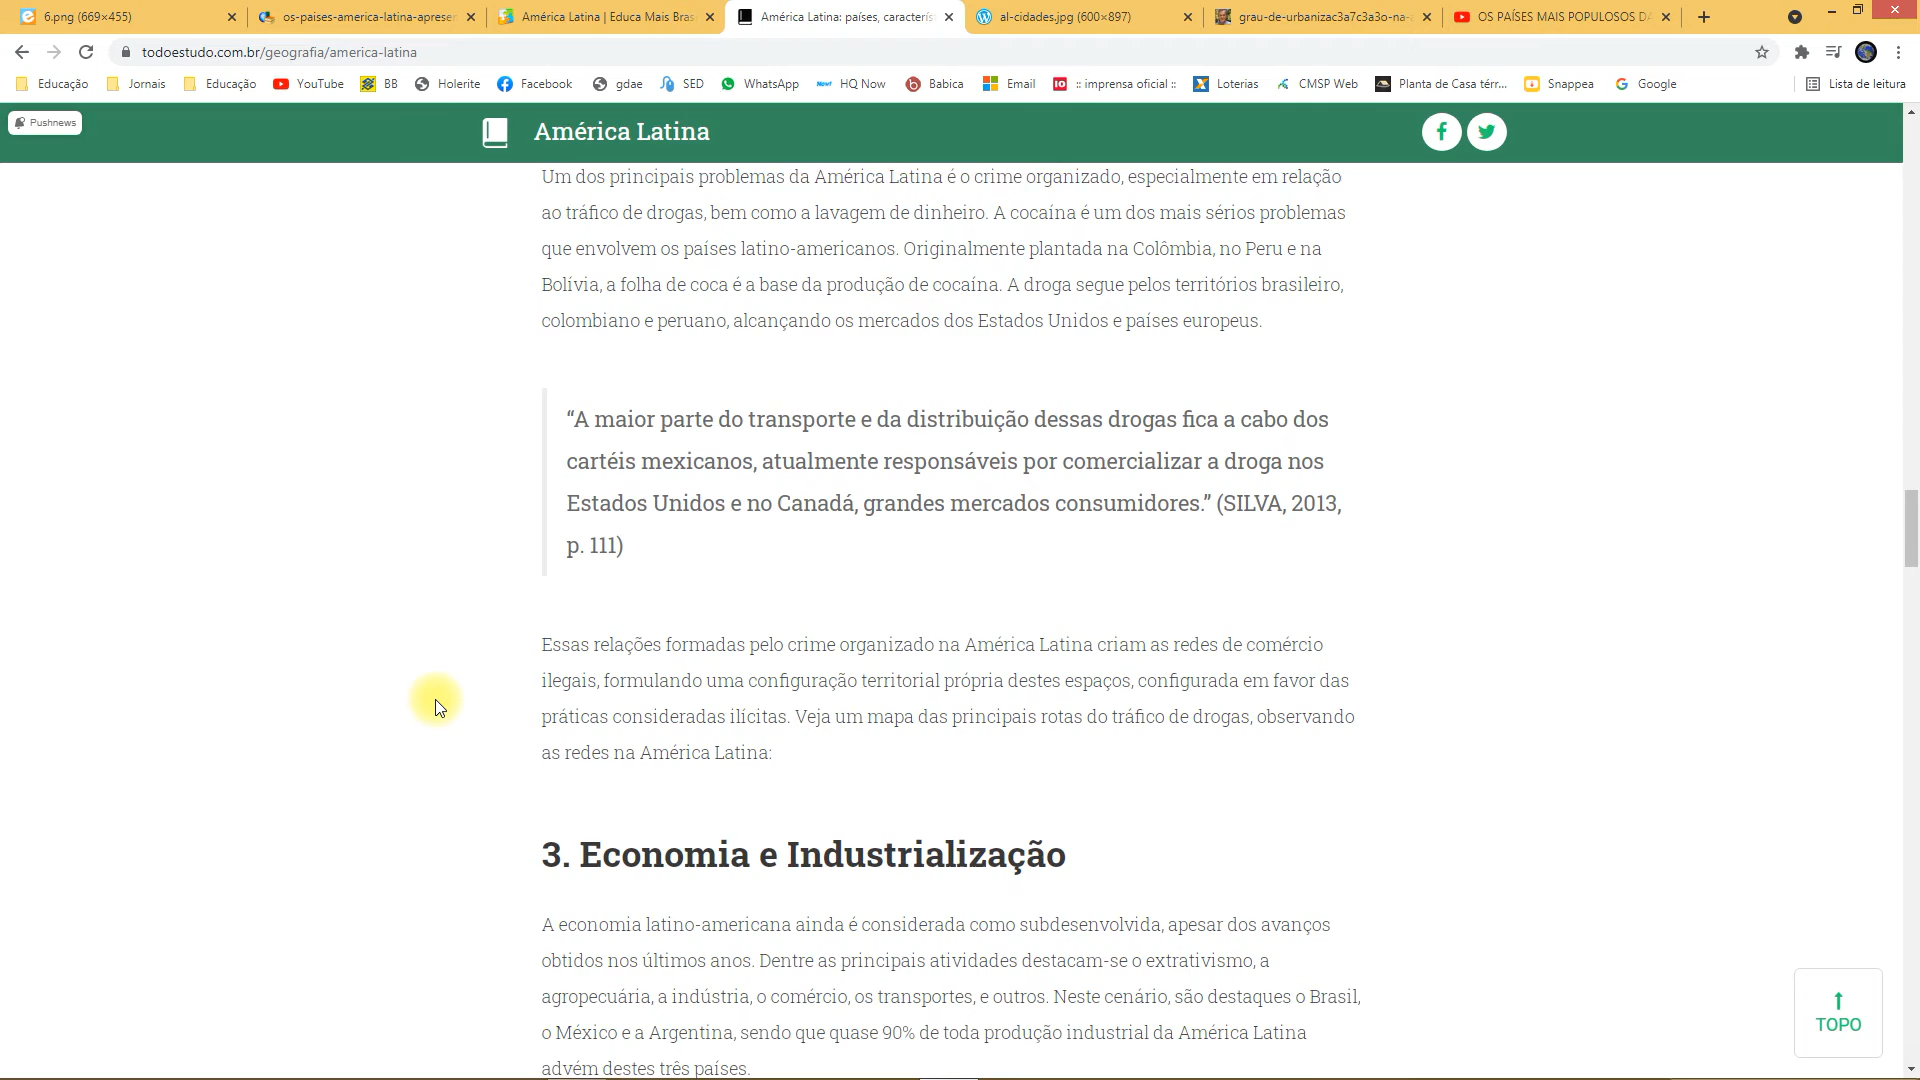 6.png (669×455)
os-paises-america-latina-apreser
América Latina | Educa Mais Bras
América Latina: países, caracterís
al-cidades.jpg (600×897)
grau-de-urbanizac3a7c3a3o-na-a
OS PAÍSES MAIS POPULOSOS DA
todoestudo.com.br/geografia/america-latina
Educação
Jornais
Educação
YouTube
BB
Holerite
Facebook
gdae
SED
WhatsApp
HQ Now
Babica
Email
:: imprensa oficial ::
Loterias
CMSP Web
Planta de Casa térr...
Snappea
Google
Lista de leitura
Pushnews
América Latina
Um dos principais problemas da América Latina é o crime organizado, especialmente em relação
ao tráfico de drogas, bem como a lavagem de dinheiro. A cocaína é um dos mais sérios problemas
que envolvem os países latino-americanos. Originalmente plantada na Colômbia, no Peru e na
Bolívia, a folha de coca é a base da produção de cocaína. A droga segue pelos territórios brasileiro,
colombiano e peruano, alcançando os mercados dos Estados Unidos e países europeus.
“A maior parte do transporte e da distribuição dessas drogas fica a cabo dos
cartéis mexicanos, atualmente responsáveis por comercializar a droga nos
Estados Unidos e no Canadá, grandes mercados consumidores.” (SILVA, 2013,
p. 111)
Essas relações formadas pelo crime organizado na América Latina criam as redes de comércio
ilegais, formulando uma configuração territorial própria destes espaços, configurada em favor das
práticas consideradas ilícitas. Veja um mapa das principais rotas do tráfico de drogas, observando
as redes na América Latina:
3. Economia e Industrialização
A economia latino-americana ainda é considerada como subdesenvolvida, apesar dos avanços
obtidos nos últimos anos. Dentre as principais atividades destacam-se o extrativismo, a
agropecuária, a indústria, o comércio, os transportes, e outros. Neste cenário, são destaques o Brasil,
o México e a Argentina, sendo que quase 90% de toda produção industrial da América Latina
advém destes três países.
TOPO